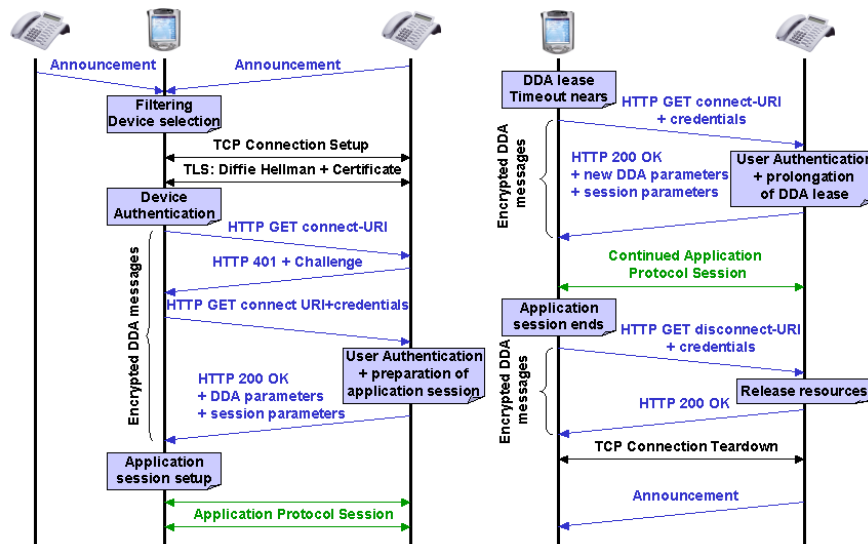 Announcement
Announcement
Filtering
Device selection
TCP Connection Setup
TLS: Diffie Hellman + Certificate
Device
Authentication
HTTP GET connect-URI
HTTP 401 + Challenge
HTTP GET connect URI+credentials
Encrypted DDA messages
User Authentication
+ preparation of
application session
HTTP 200 OK
+ DDA parameters
+ session parameters
Application
session setup
Application Protocol Session
DDA lease
Timeout nears
HTTP GET connect-URI
+ credentials
Encrypted DDA
messages
HTTP 200 OK
+ new DDA parameters
+ session parameters
User Authentication
+ prolongation
of DDA lease
Continued Application
Protocol Session
Application
session ends
HTTP GET disconnect-URI
+ credentials
Encrypted DDA
messages
Release resources
HTTP 200 OK
TCP Connection Teardown
Announcement